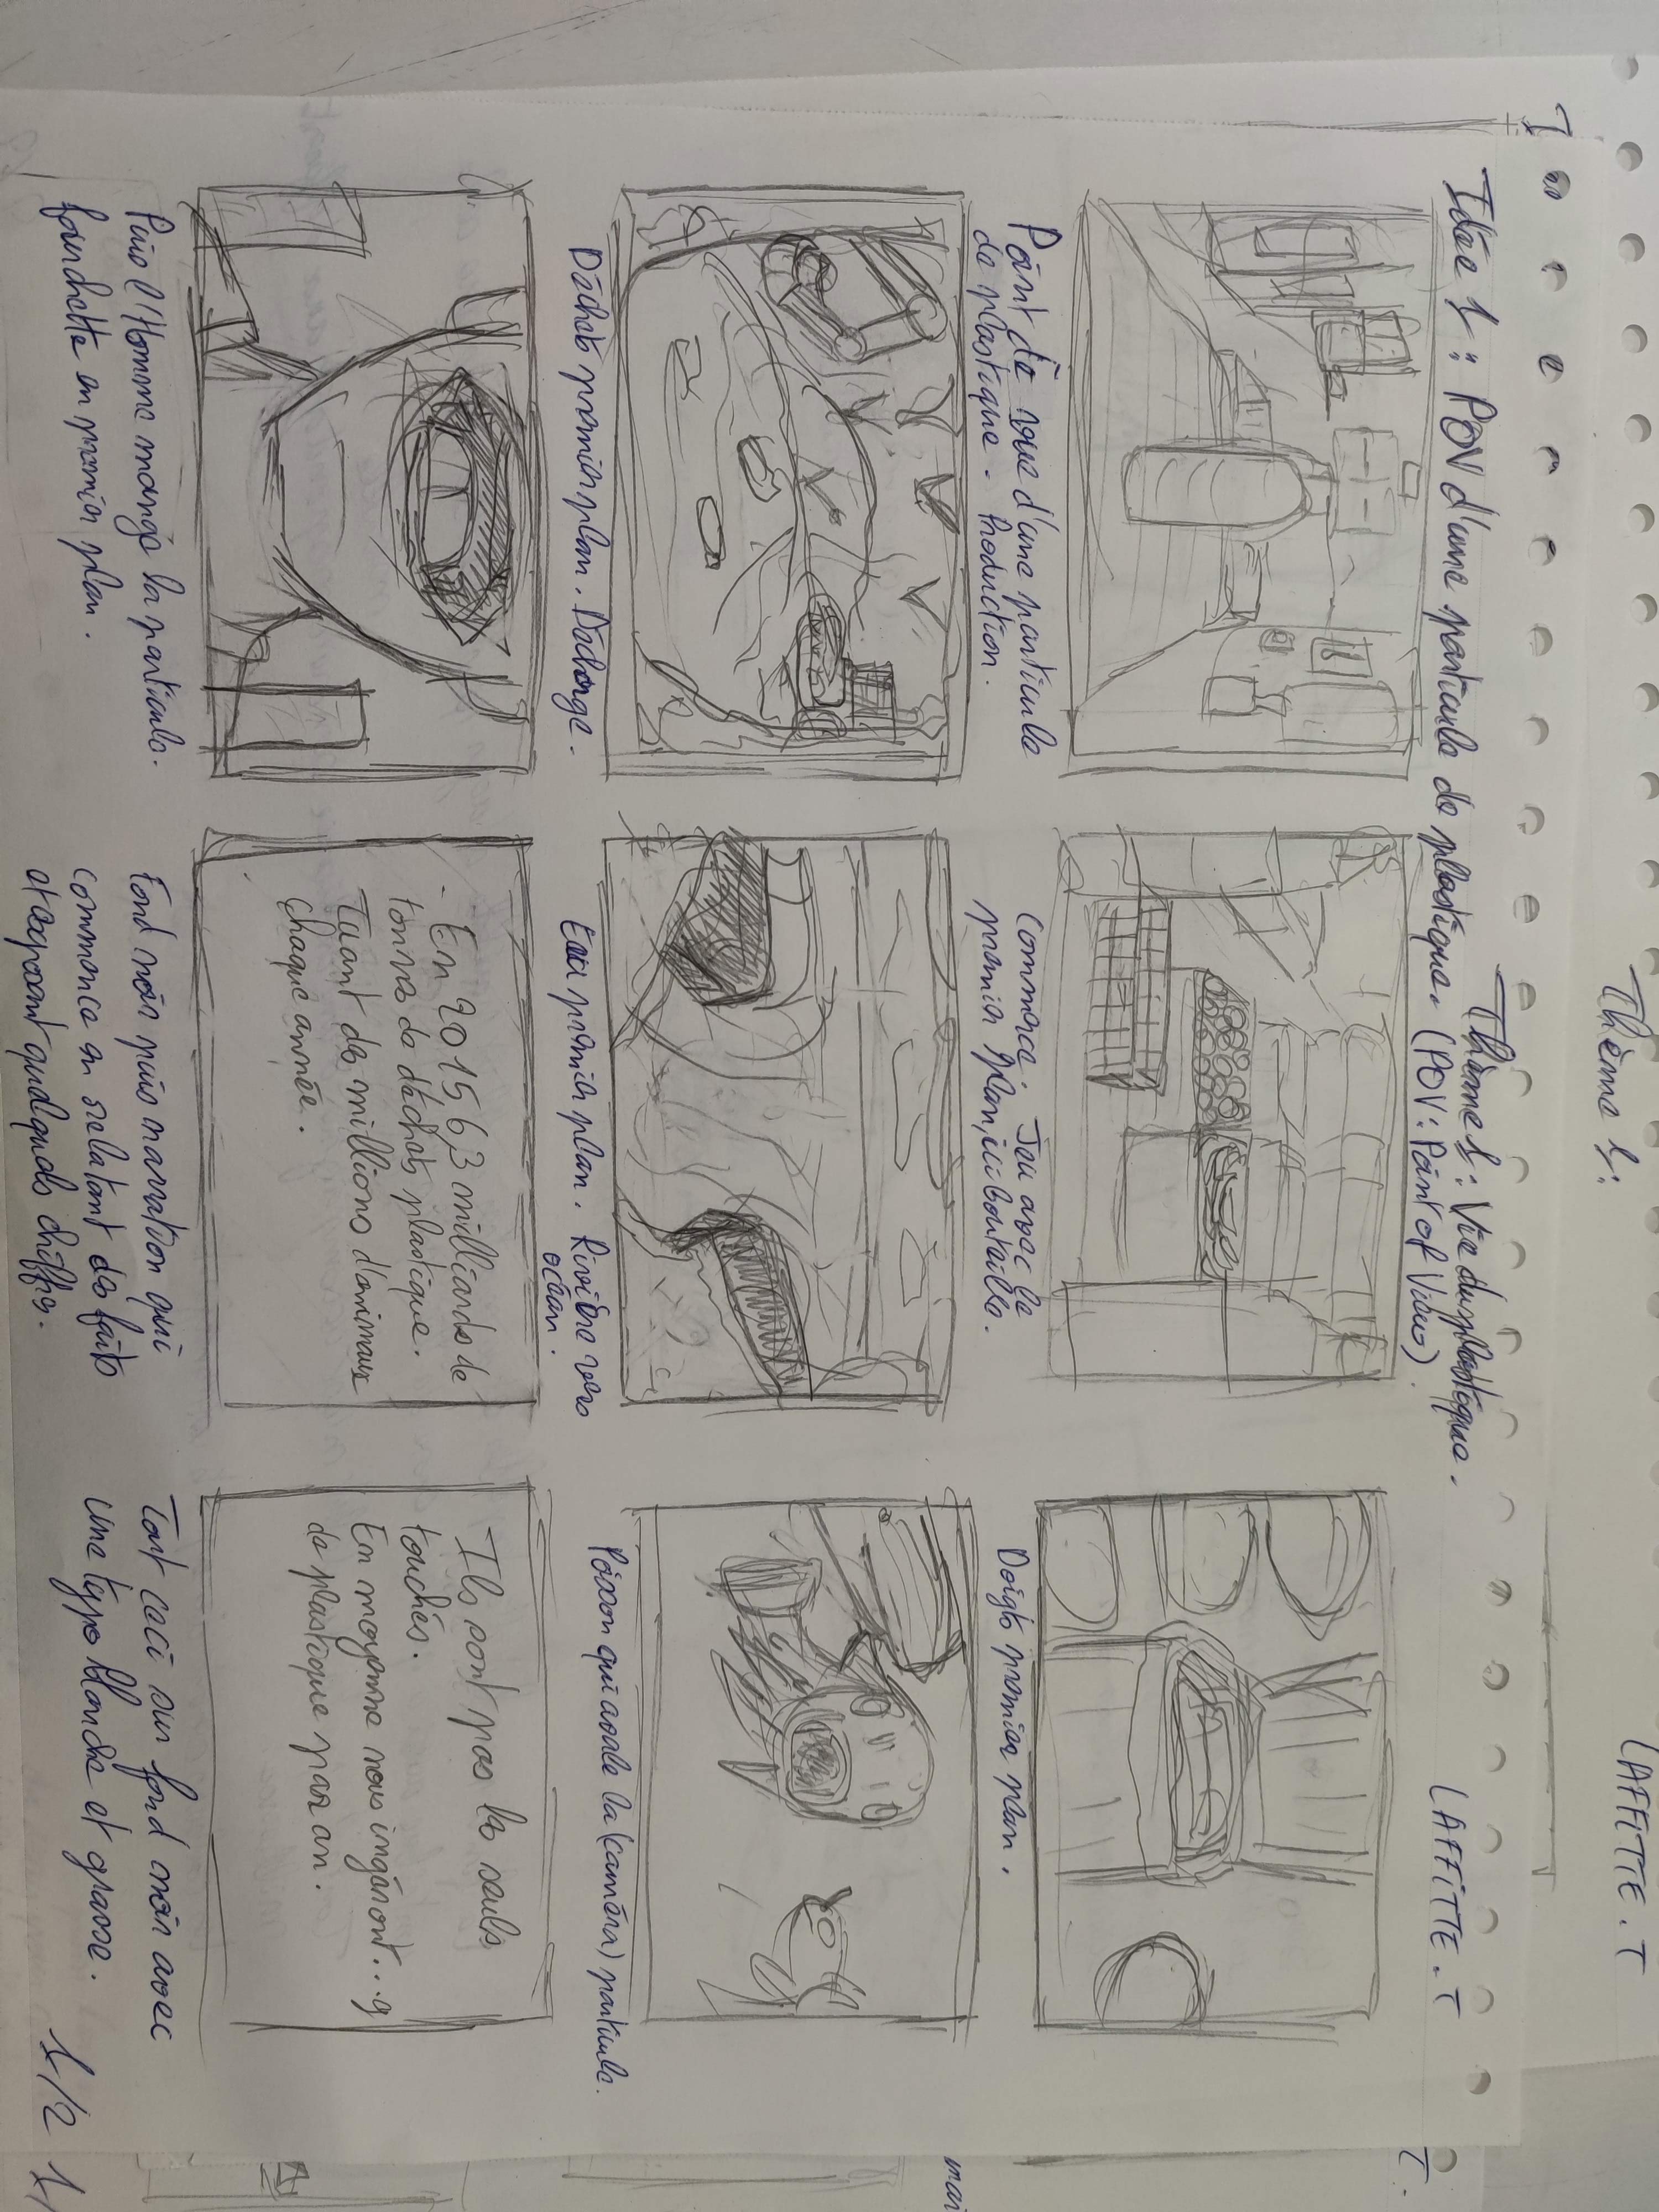 Thème 1:
LAFITTE.T
Thème 1: Vie du plastique.
LAFITTE.T
Idée 1: POV d'une particule de plastique. (POV: Point of View).
Point de vue d'une particule
de plastique. Production.
Commerce. Jeu avec le
premier plan, ici bouteille.
Doigts premier plan.
Déchets premier plan. Décharge.
Eau premier plan. Rivière vers
océan.
Poisson qui avale la (caméra) particule.
- En 2015 6,3 milliards de
tonnes de déchets plastique.
Tuant des millions d'animaux
chaque année.
- Ils sont pas les seuls
touchés.
En moyenne nous ingèront...g
de plastique par an.
Puis l'Homme mange la particule.
fourchette en premier plan.
Fond noir puis narration qui
commence en relatant des faits
et exposant quelques chiffres.
Tout ceci sur fond noir avec
une typo blanche et grasse.
1/2